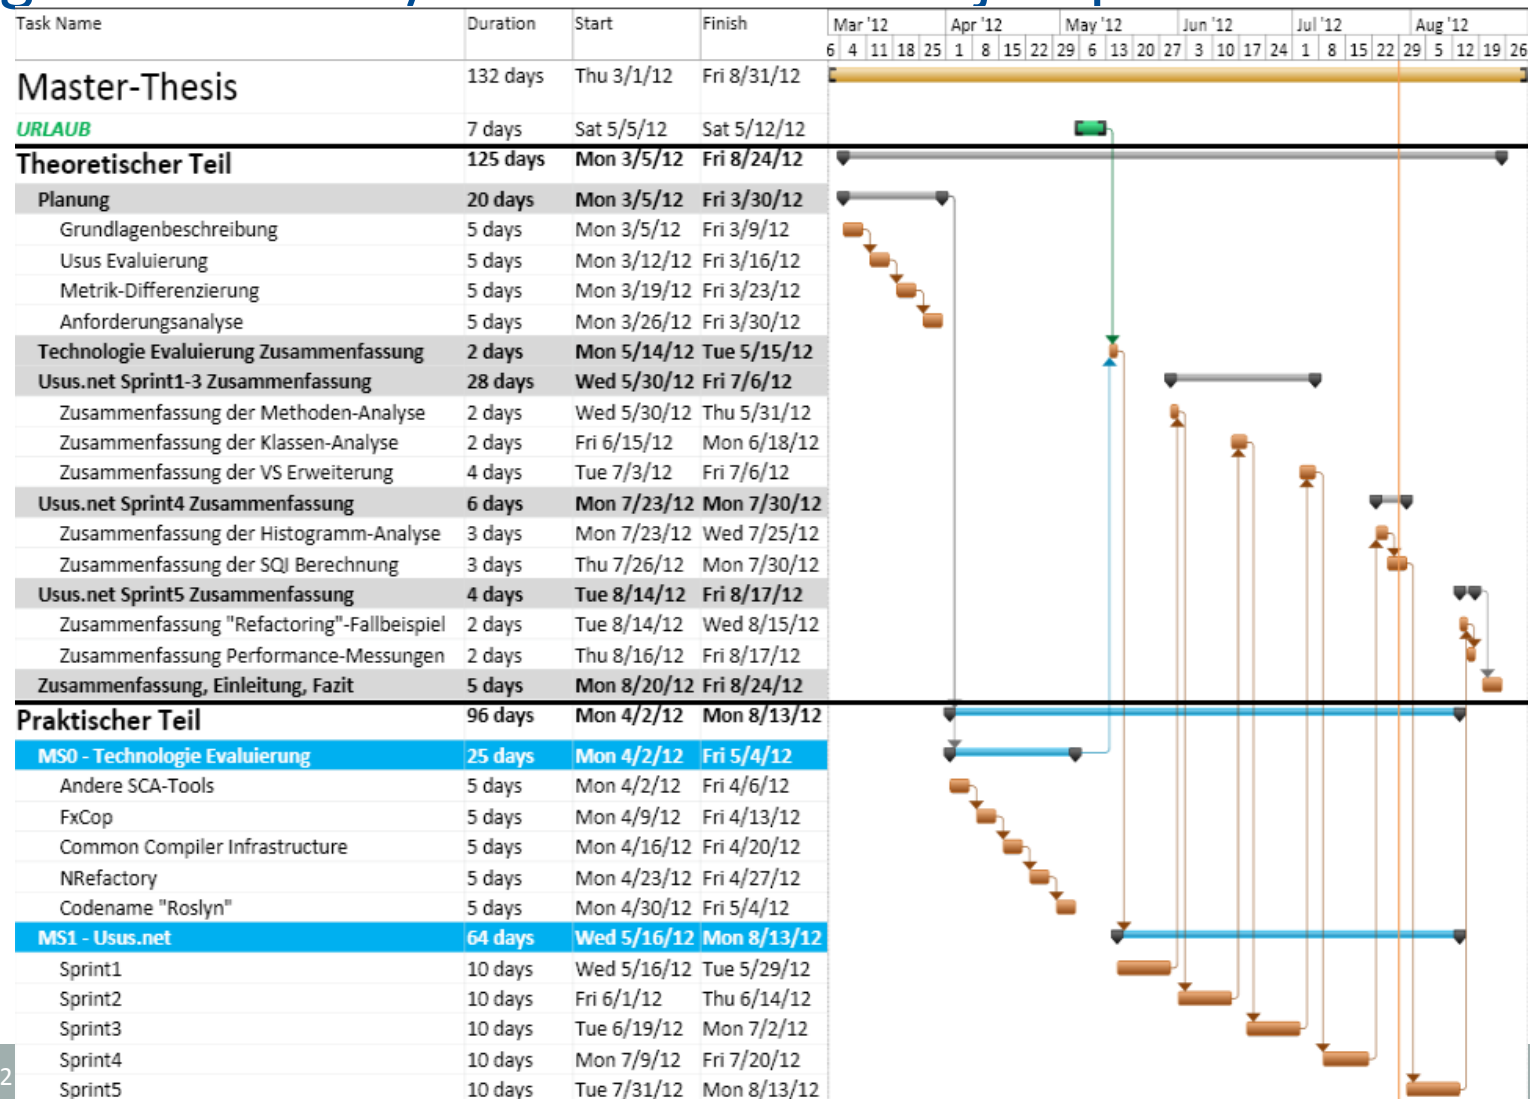 Task Name Duration Start Finish Mar '12 Apr '12 May '12 Jun '12 Jul '12 Aug '12
6 4 11 18 25 1 8 15 22 29 6 13 20 27 3 10 17 24 1 8 15 22 29 5 12 19 26
Master-Thesis 132 days Thu 3/1/12 Fri 8/31/12
URLAUB 7 days Sat 5/5/12 Sat 5/12/12
Theoretischer Teil 125 days Mon 3/5/12 Fri 8/24/12
Planung 20 days Mon 3/5/12 Fri 3/30/12
Grundlagenbeschreibung 5 days Mon 3/5/12 Fri 3/9/12
Usus Evaluierung 5 days Mon 3/12/12 Fri 3/16/12
Metrik-Differenzierung 5 days Mon 3/19/12 Fri 3/23/12
Anforderungsanalyse 5 days Mon 3/26/12 Fri 3/30/12
Technologie Evaluierung Zusammenfassung 2 days Mon 5/14/12 Tue 5/15/12
Usus.net Sprint1-3 Zusammenfassung 28 days Wed 5/30/12 Fri 7/6/12
Zusammenfassung der Methoden-Analyse 2 days Wed 5/30/12 Thu 5/31/12
Zusammenfassung der Klassen-Analyse 2 days Fri 6/15/12 Mon 6/18/12
Zusammenfassung der VS Erweiterung 4 days Tue 7/3/12 Fri 7/6/12
Usus.net Sprint4 Zusammenfassung 6 days Mon 7/23/12 Mon 7/30/12
Zusammenfassung der Histogramm-Analyse 3 days Mon 7/23/12 Wed 7/25/12
Zusammenfassung der SQI Berechnung 3 days Thu 7/26/12 Mon 7/30/12
Usus.net Sprint5 Zusammenfassung 4 days Tue 8/14/12 Fri 8/17/12
Zusammenfassung "Refactoring"-Fallbeispiel 2 days Tue 8/14/12 Wed 8/15/12
Zusammenfassung Performance-Messungen 2 days Thu 8/16/12 Fri 8/17/12
Zusammenfassung, Einleitung, Fazit 5 days Mon 8/20/12 Fri 8/24/12
Praktischer Teil 96 days Mon 4/2/12 Mon 8/13/12
MS0 - Technologie Evaluierung 25 days Mon 4/2/12 Fri 5/4/12
Andere SCA-Tools 5 days Mon 4/2/12 Fri 4/6/12
FxCop 5 days Mon 4/9/12 Fri 4/13/12
Common Compiler Infrastructure 5 days Mon 4/16/12 Fri 4/20/12
NRefactory 5 days Mon 4/23/12 Fri 4/27/12
Codename "Roslyn" 5 days Mon 4/30/12 Fri 5/4/12
MS1 - Usus.net 64 days Wed 5/16/12 Mon 8/13/12
Sprint1 10 days Wed 5/16/12 Tue 5/29/12
Sprint2 10 days Fri 6/1/12 Thu 6/14/12
Sprint3 10 days Tue 6/19/12 Mon 7/2/12
Sprint4 10 days Mon 7/9/12 Fri 7/20/12
2
Sprint5 10 days Tue 7/31/12 Mon 8/13/12